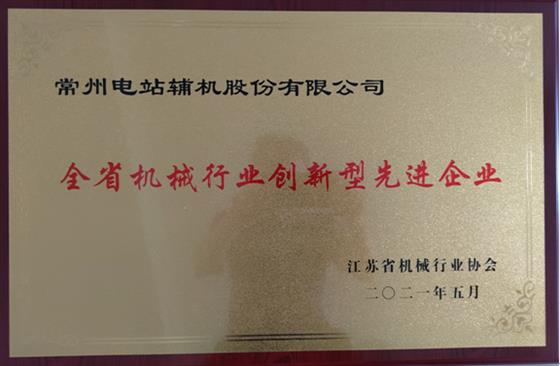 常州电站辅机股份有限公司
全省机械行业创新型先进企业
江苏省机械行业协会
二〇二一年五月